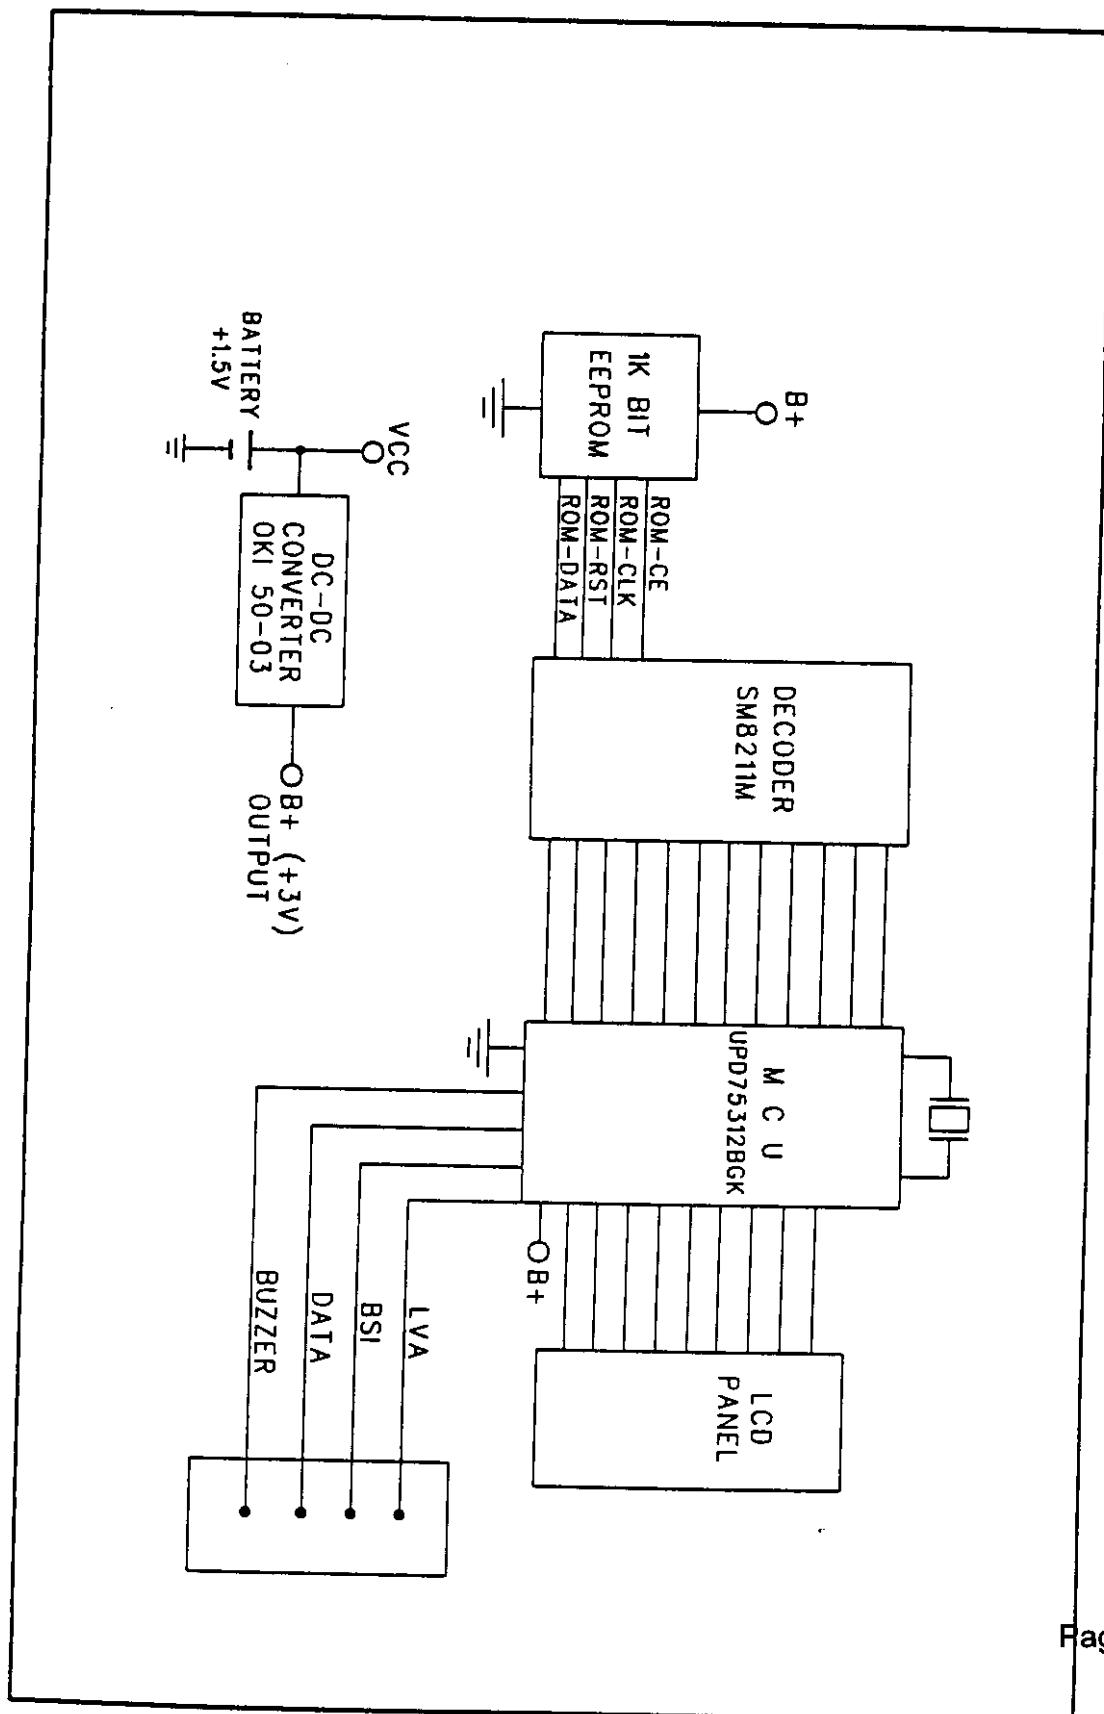 B+
1K BIT
EEPROM
ROM-CE
ROM-CLK
ROM-RST
ROM-DATA
DECODER
SM8211M
M C U
UPD75312BGK
B+
LCD
PANEL
VCC
BATTERY
+1.5V
DC-DC
CONVERTER
OKI 50-03
B+ (+3V)
OUTPUT
LVA
BSI
DATA
BUZZER